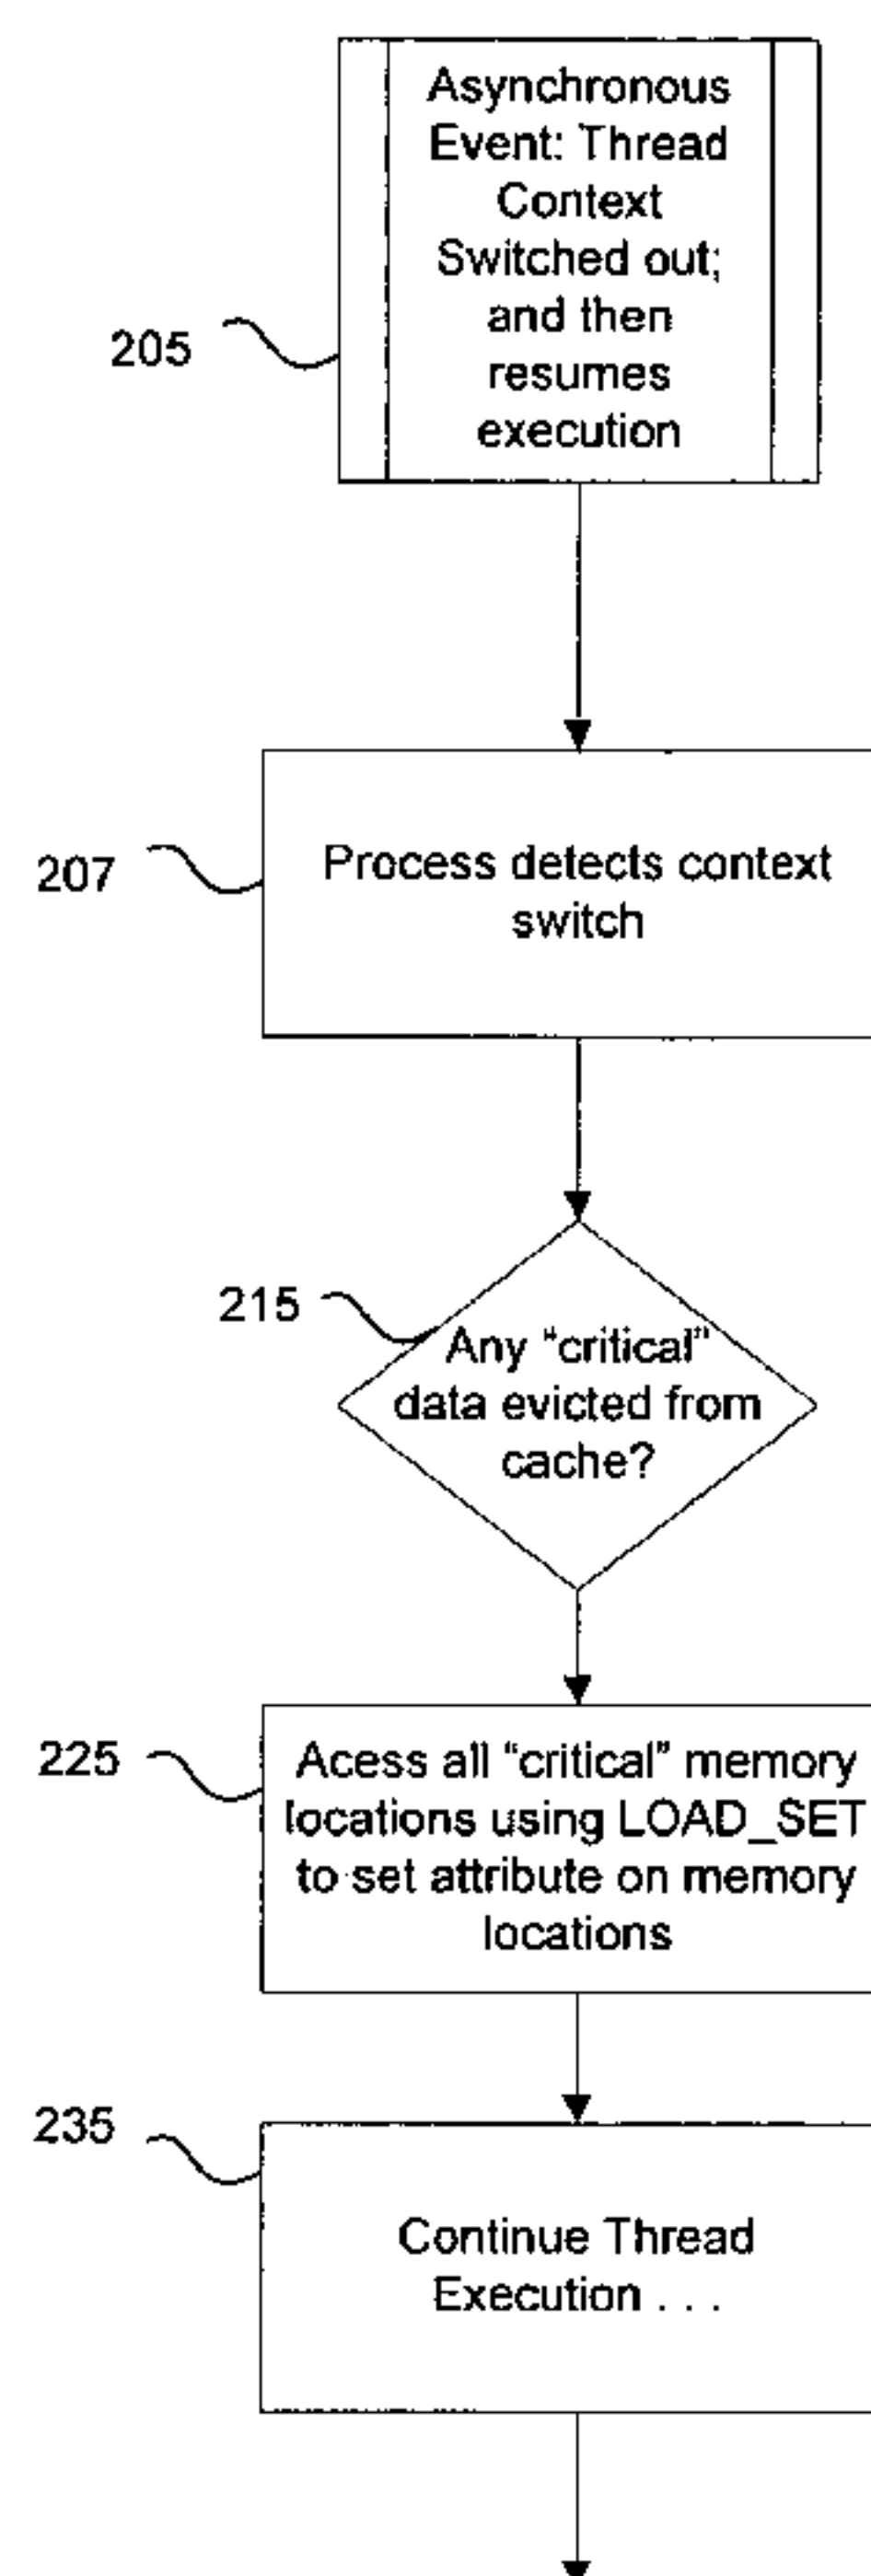 Asynchronous
Event: Thread
Context
Switched out;
and then
resumes
execution
205
Process detects context
switch
207
215
Any “critical”
data evicted from
cache?
225
Acess all “critical” memory
locations using LOAD_SET
to set attribute on memory
locations
235
Continue Thread
Execution . . .